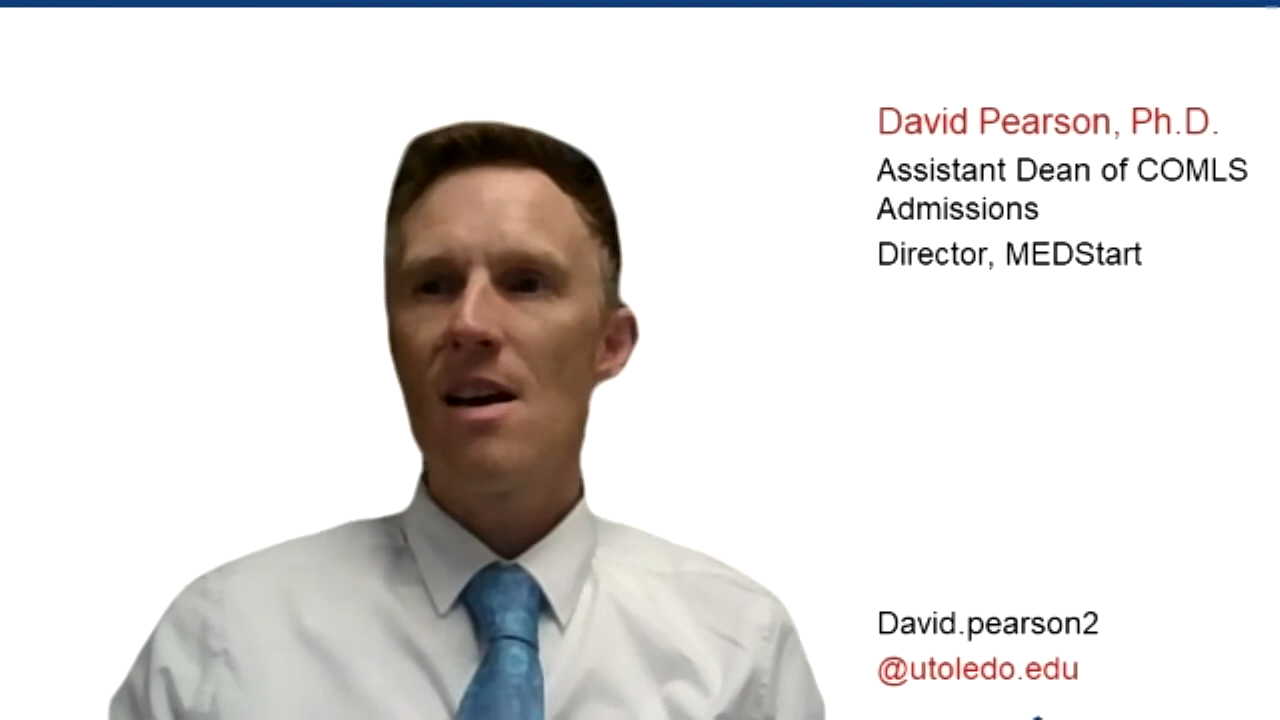 David Pearson, Ph.D.
Assistant Dean of COMLS
Admissions
Director, MEDStart
David.pearson2
@utoledo.edu